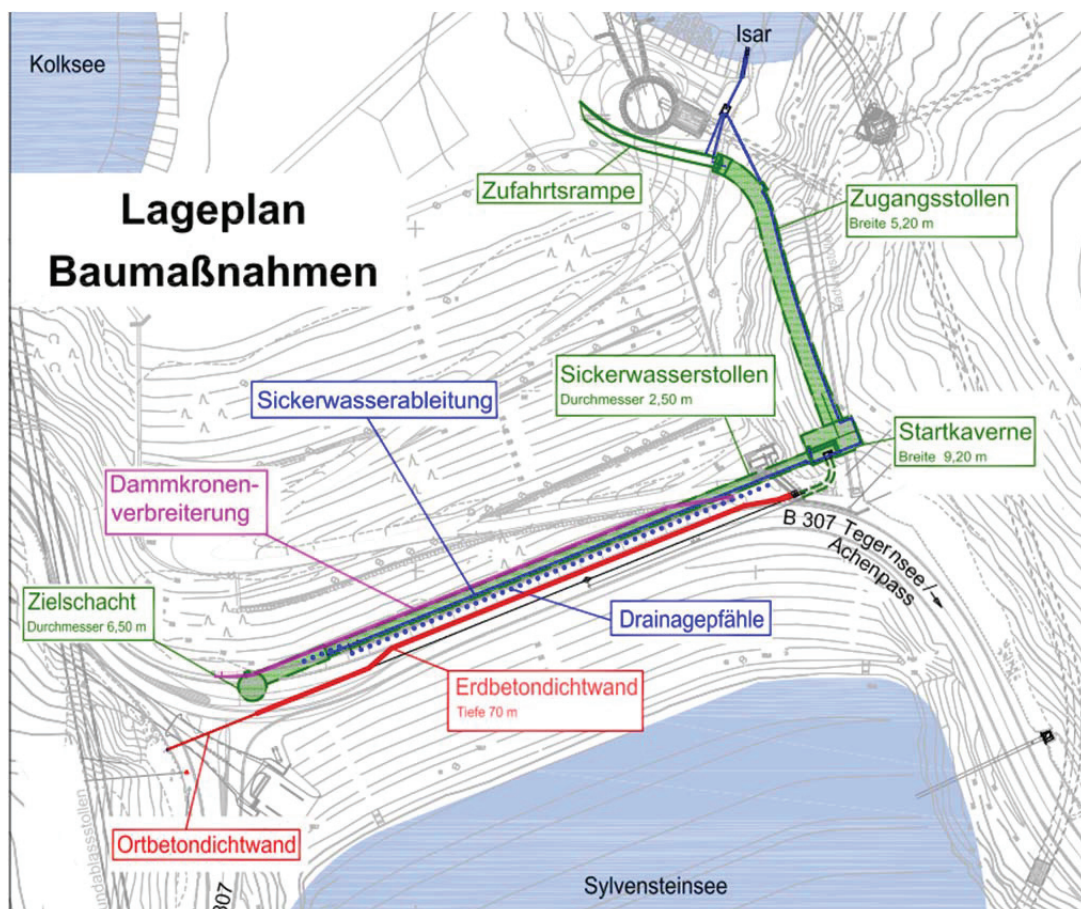 Isar
Kolksee
Lageplan
Baumaßnahmen
Zufahrtsrampe
Zugangsstollen
Breite 5,20 m
Sickerwasserstollen
Durchmesser 2,50 m
Sickerwasserableitung
Startkaverne
Breite 9,20 m
Dammkronen-
verbreiterung
B 307 Tegernsee /
Achenpass
Zielschacht
Durchmesser 6,50 m
Drainagepfähle
Erdbetondichtwand
Tiefe 70 m
Ortbetondichtwand
Sylvensteinsee